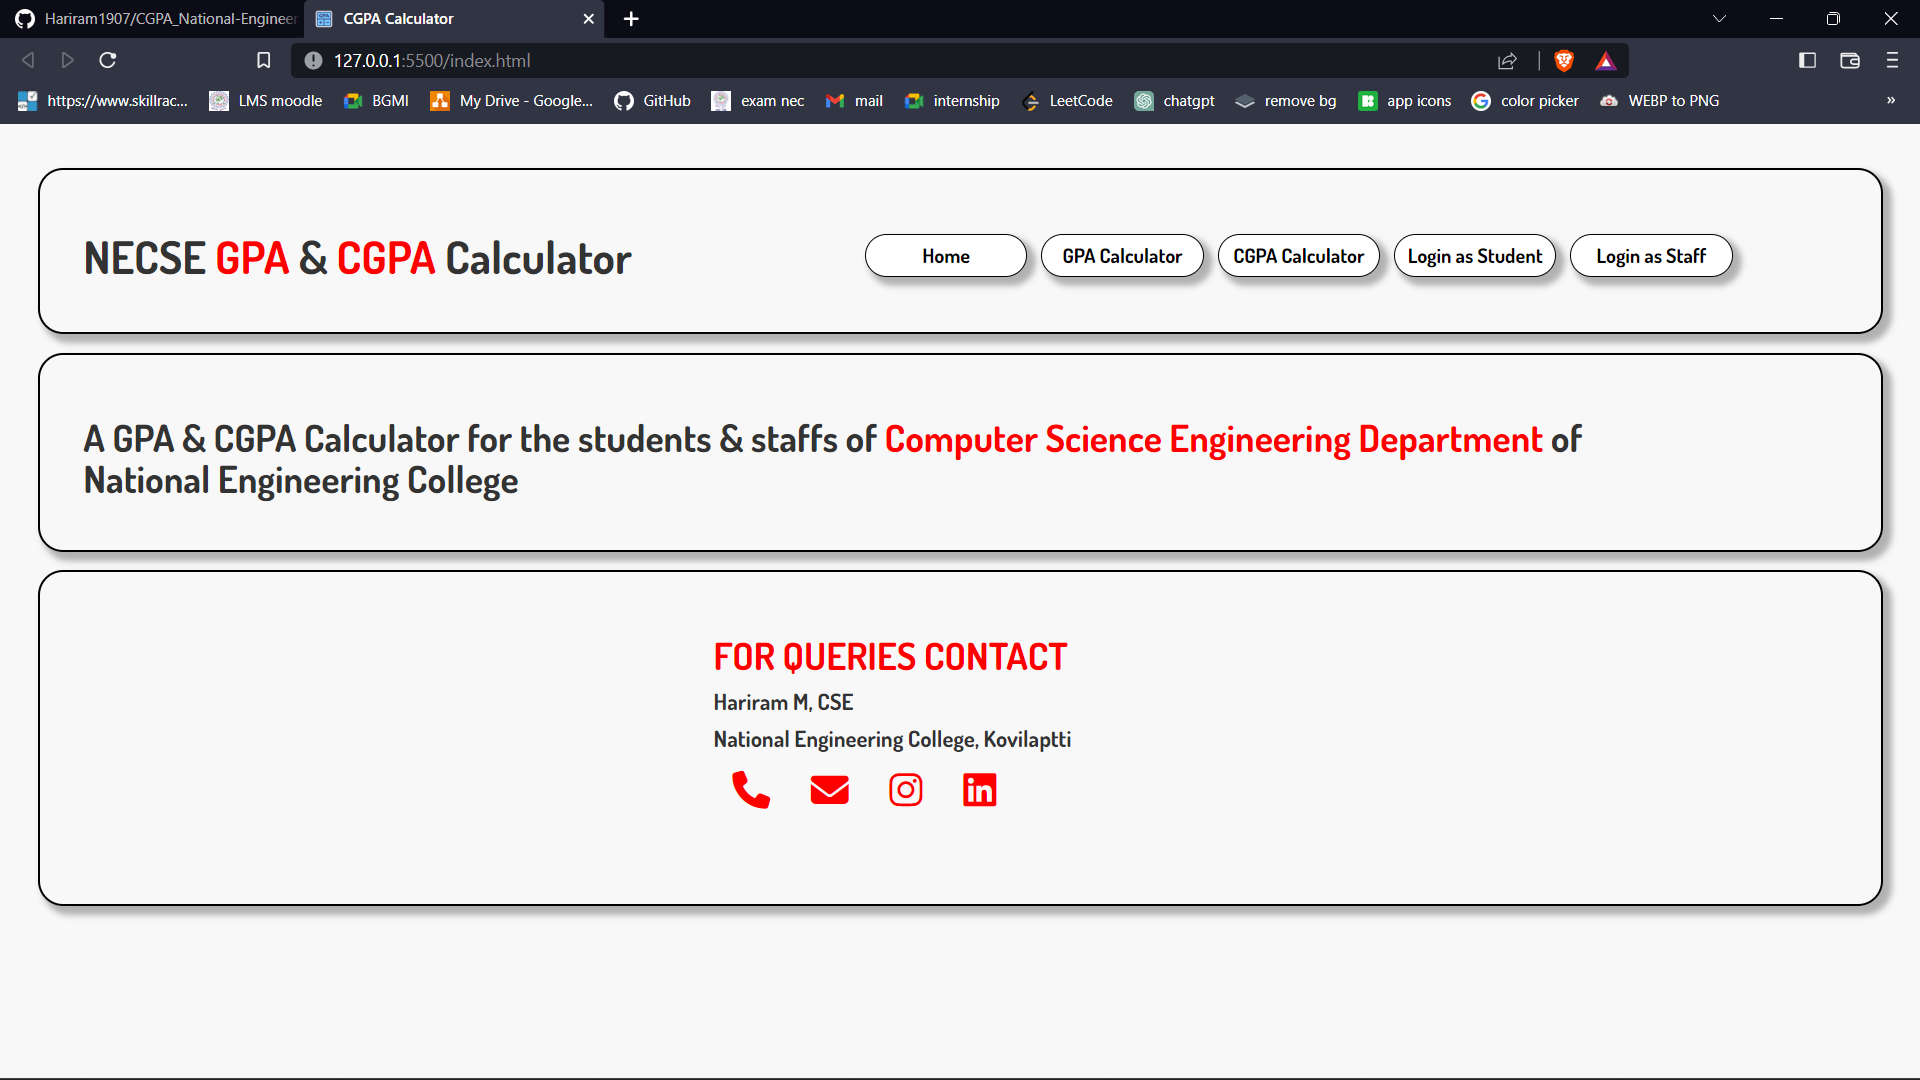 Hariram1907/CGPA_National-Engineer
CGPA Calculator
127.0.0.1:5500/index.html
https://www.skillrac...
LMS moodle
BGMI
My Drive - Google...
GitHub
exam nec
mail
internship
LeetCode
chatgpt
remove bg
app icons
color picker
WEBP to PNG
»
NECSE GPA & CGPA Calculator
Home
GPA Calculator
CGPA Calculator
Login as Student
Login as Staff
A GPA & CGPA Calculator for the students & staffs of Computer Science Engineering Department of
National Engineering College
FOR QUERIES CONTACT
Hariram M, CSE
National Engineering College, Kovilaptti
in